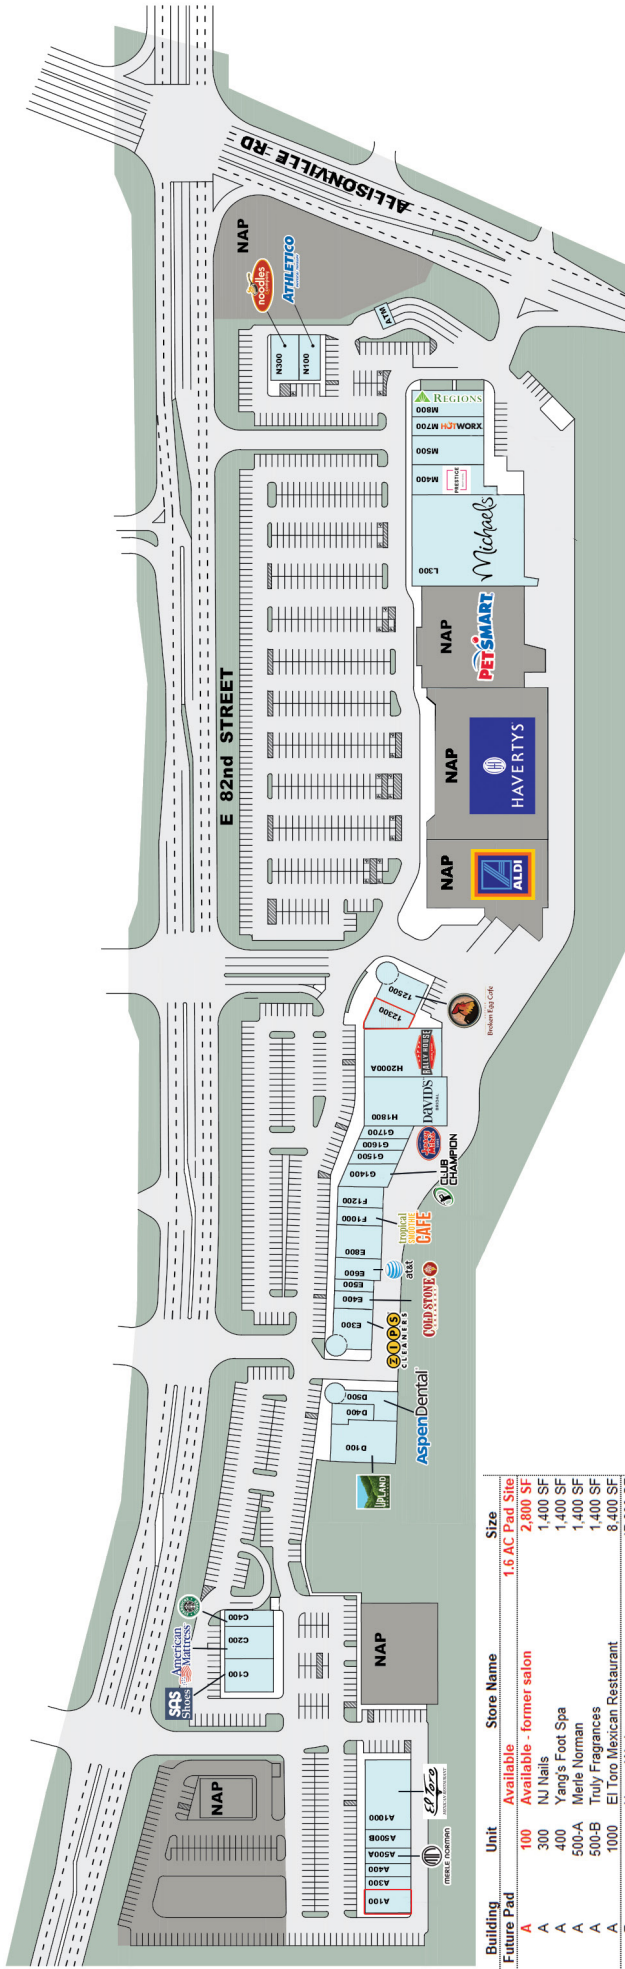 ALLISONVILLE RD
NAP
noodles
& COMPANY
ATHLETICO
ATM
N300
N100
REGIONS
M800
M700
HOTWORX
M500
M400
PRESTIGE
L300
Michaels
E 82nd STREET
NAP
PETSMART
NAP
HAVERTYS
NAP
ALDI
12500
12300
Broken Egg Cafe
H2000A
RALLY HOUSE
H1800
DAVID'S
BRIDAL
G1700
G1600
G1500
G1400
CLUB
CHAMPION
F1200
F1000
tropical
SMOOTHIE
CAFE
E800
E600
at&t
E500
E400
COLD STONE
CREAMERY
E300
ZIPS
CLEANERS
D500
D400
D100
AspenDental
UPLAND
C400
C200
C100
American
Mattress
SAS
Shoes
NAP
NAP
A1000
El Toro
A500B
A500A
MERLE NORMAN
A400
A300
A100
Building Unit Store Name Size
Future Pad Available 1.6 AC Pad Site
A 100 Available - former salon 2,800 SF
A 300 NJ Nails 1,400 SF
A 400 Yang's Foot Spa 1,400 SF
A 500-A Merle Norman 1,400 SF
A 500-B Truly Fragrances 1,400 SF
A 1000 El Toro Mexican Restaurant 8,400 SF